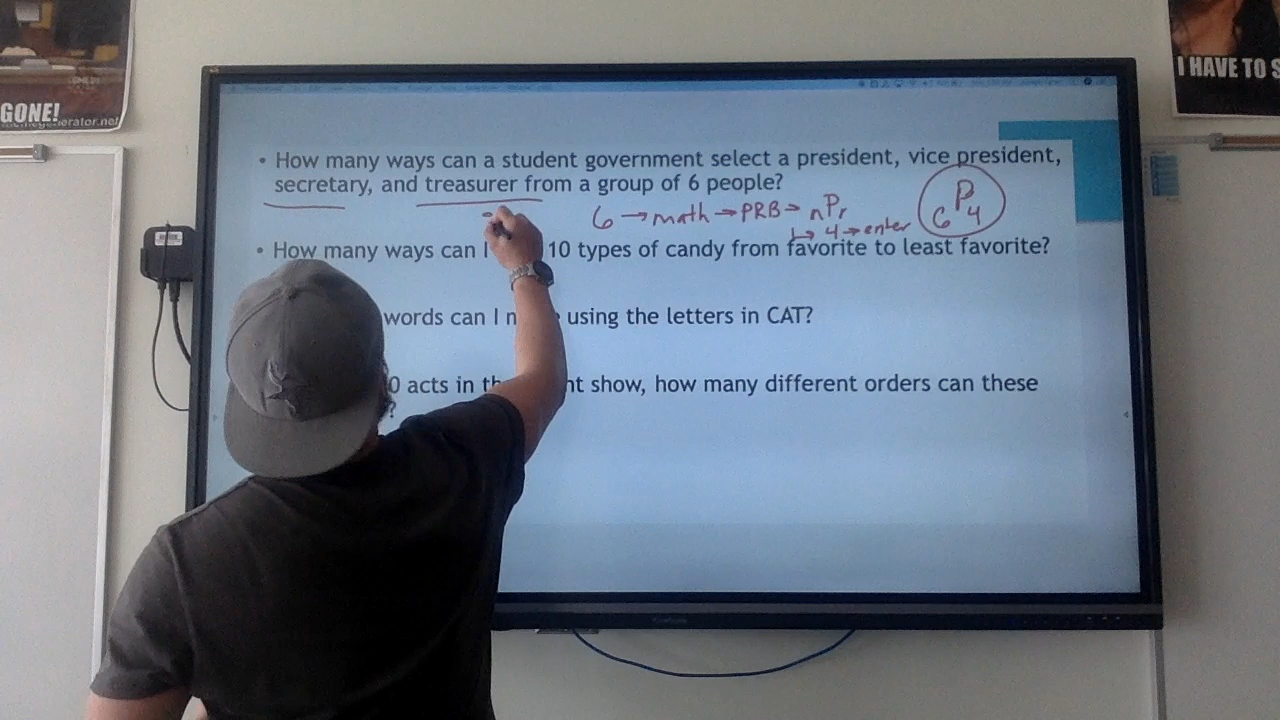 GONE!
memegenerator.net
I HAVE TO S
• How many ways can a student government select a president, vice president,
secretary, and treasurer from a group of 6 people?
6 → math → PRB → nPr
↳ 4 → enter
6P4
• How many ways can I 10 types of candy from favorite to least favorite?
words can I m using the letters in CAT?
0 acts in th nt show, how many different orders can these
?